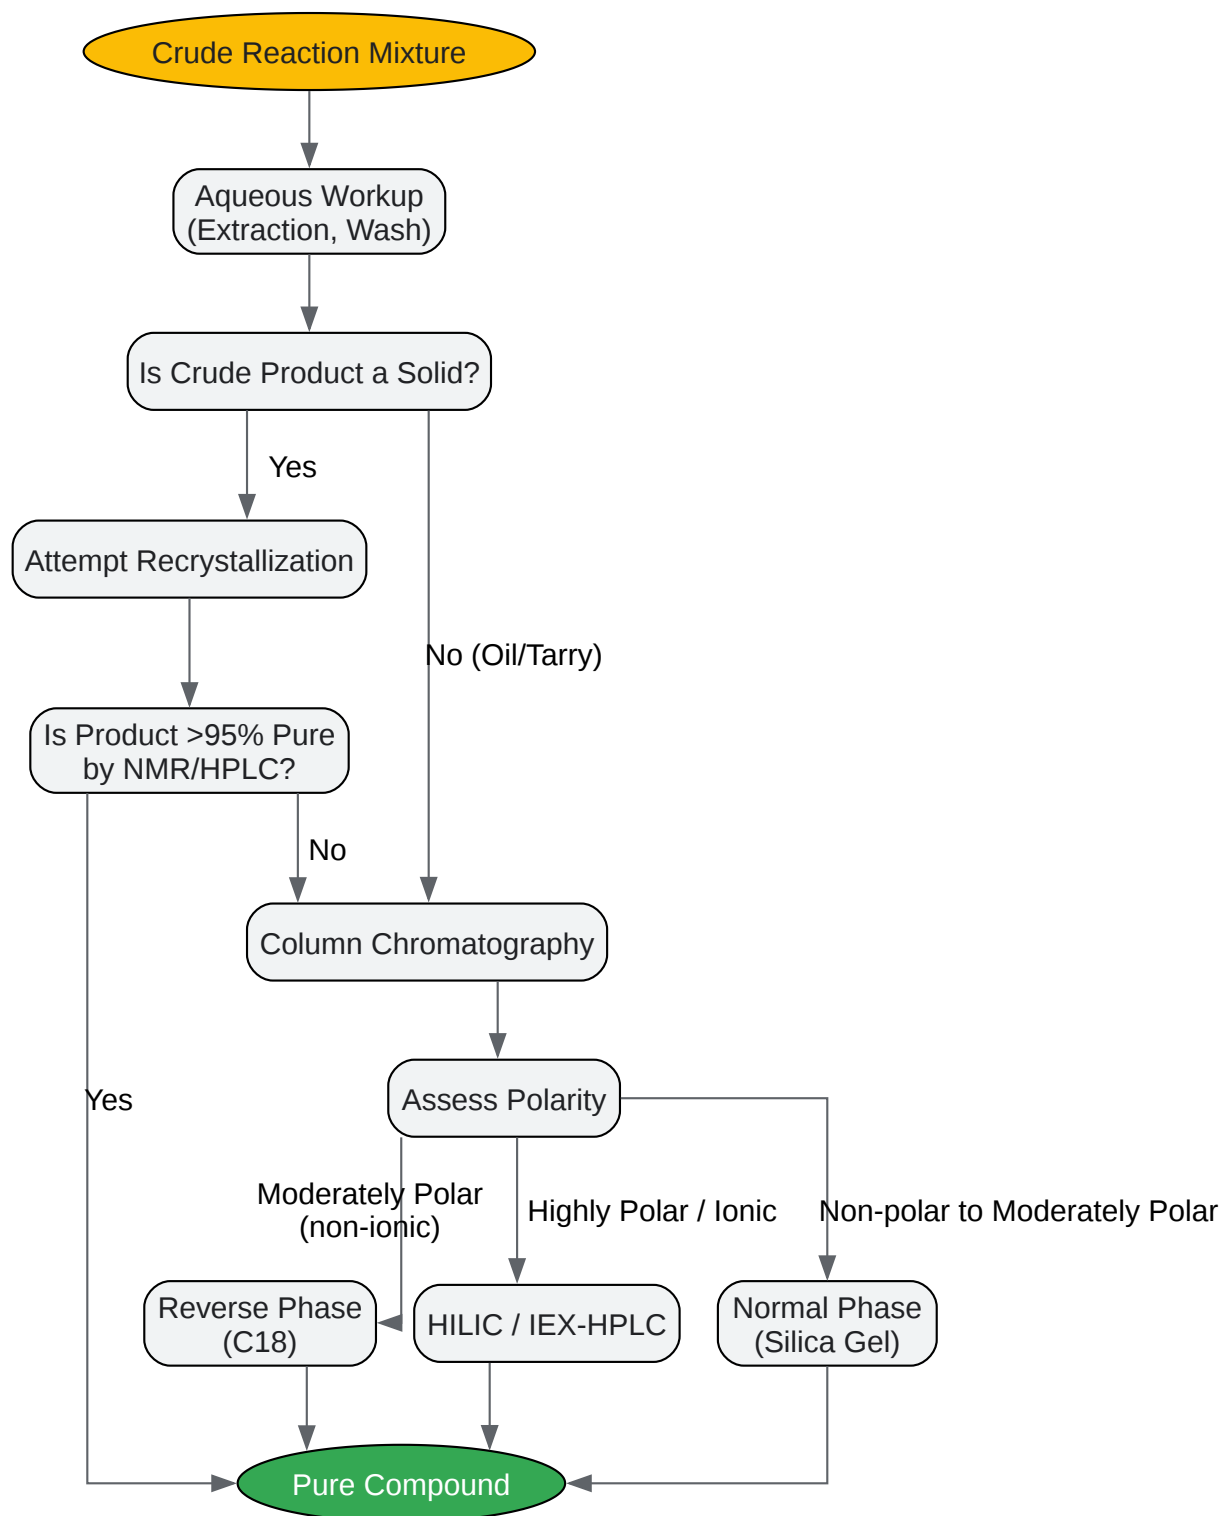 Crude Reaction Mixture
Aqueous Workup
(Extraction, Wash)
Is Crude Product a Solid?
Yes
Attempt Recrystallization
No (Oil/Tarry)
Is Product >95% Pure
by NMR/HPLC?
No
Column Chromatography
Assess Polarity
Yes
Moderately Polar
(non-ionic)
Highly Polar / Ionic
Non-polar to Moderately Polar
Reverse Phase
(C18)
HILIC / IEX-HPLC
Normal Phase
(Silica Gel)
Pure Compound